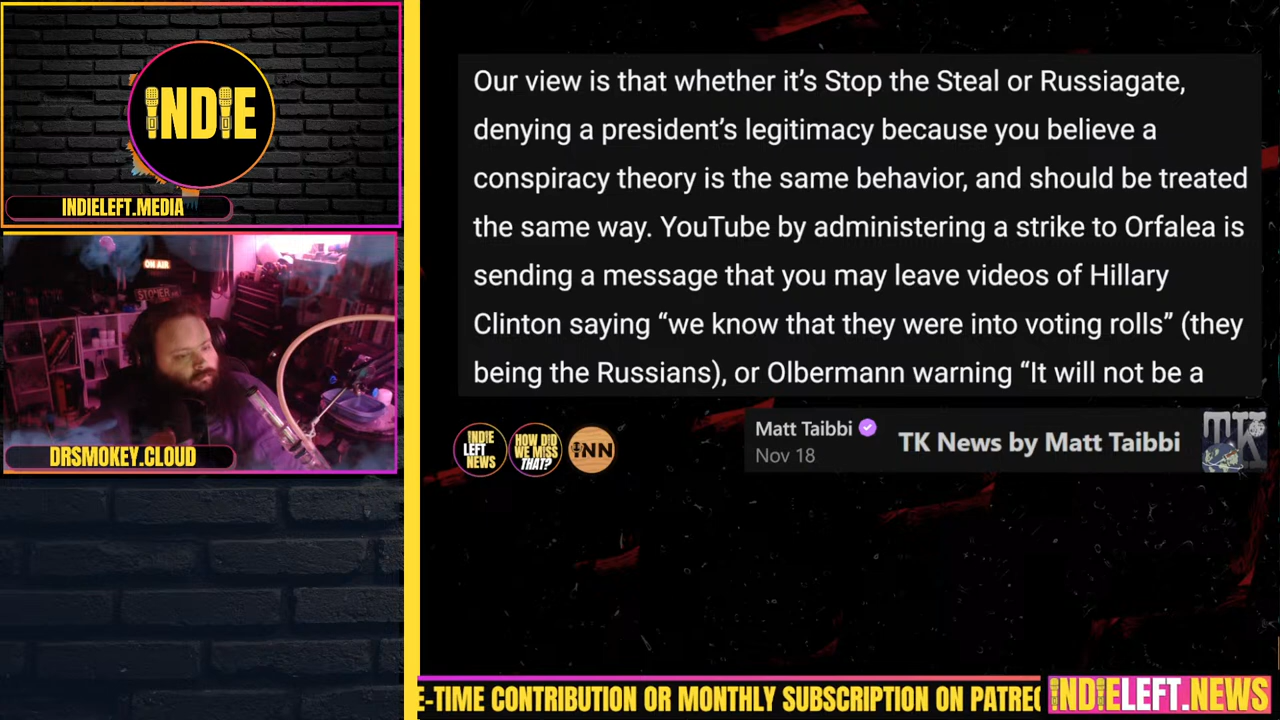 INDIE
INDIELEFT.MEDIA
ON AIR
STONER
DRSMOKEY.CLOUD
Our view is that whether it’s Stop the Steal or Russiagate,
denying a president’s legitimacy because you believe a
conspiracy theory is the same behavior, and should be treated
the same way. YouTube by administering a strike to Orfalea is
sending a message that you may leave videos of Hillary
Clinton saying “we know that they were into voting rolls” (they
being the Russians), or Olbermann warning “It will not be a
INDIE
LEFT
NEWS
HOW DID
WE MISS
THAT?
INN
Matt Taibbi
Nov 18
TK News by Matt Taibbi
TK
E-TIME CONTRIBUTION OR MONTHLY SUBSCRIPTION ON PATREO
INDIELEFT.NEWS